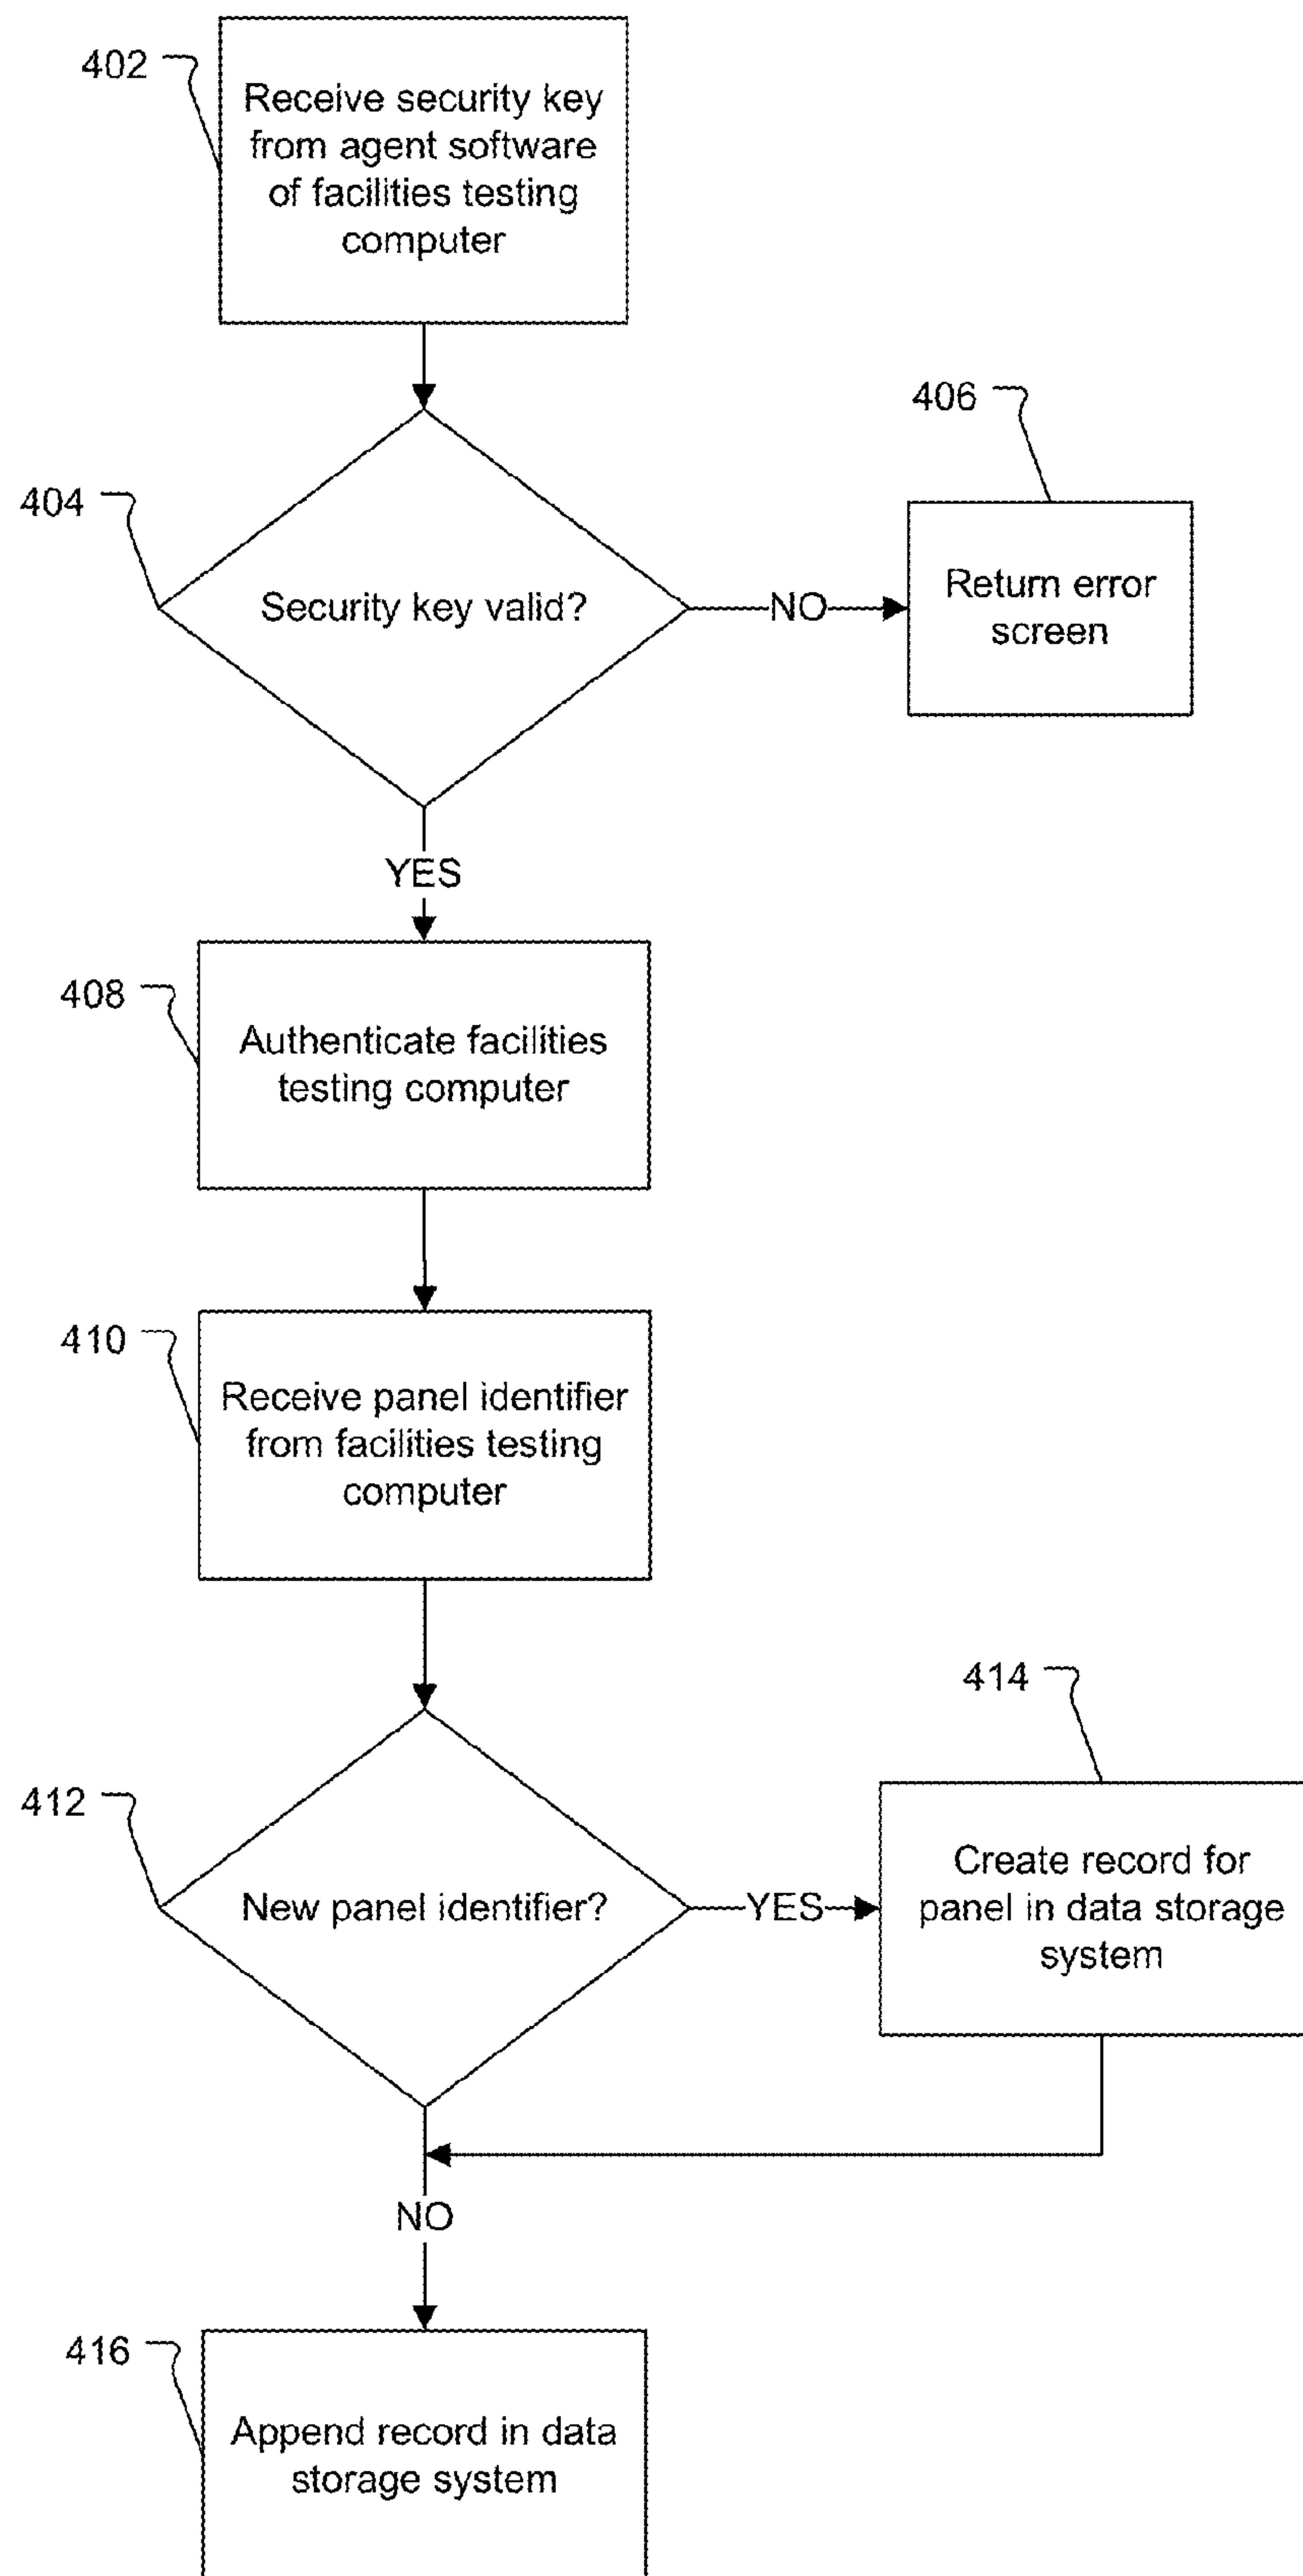 402
Receive security key
from agent software
of facilities testing
computer
404
Security key valid?
NO
406
Return error
screen
YES
408
Authenticate facilities
testing computer
410
Receive panel identifier
from facilities testing
computer
412
New panel identifier?
YES
414
Create record for
panel in data storage
system
NO
416
Append record in data
storage system